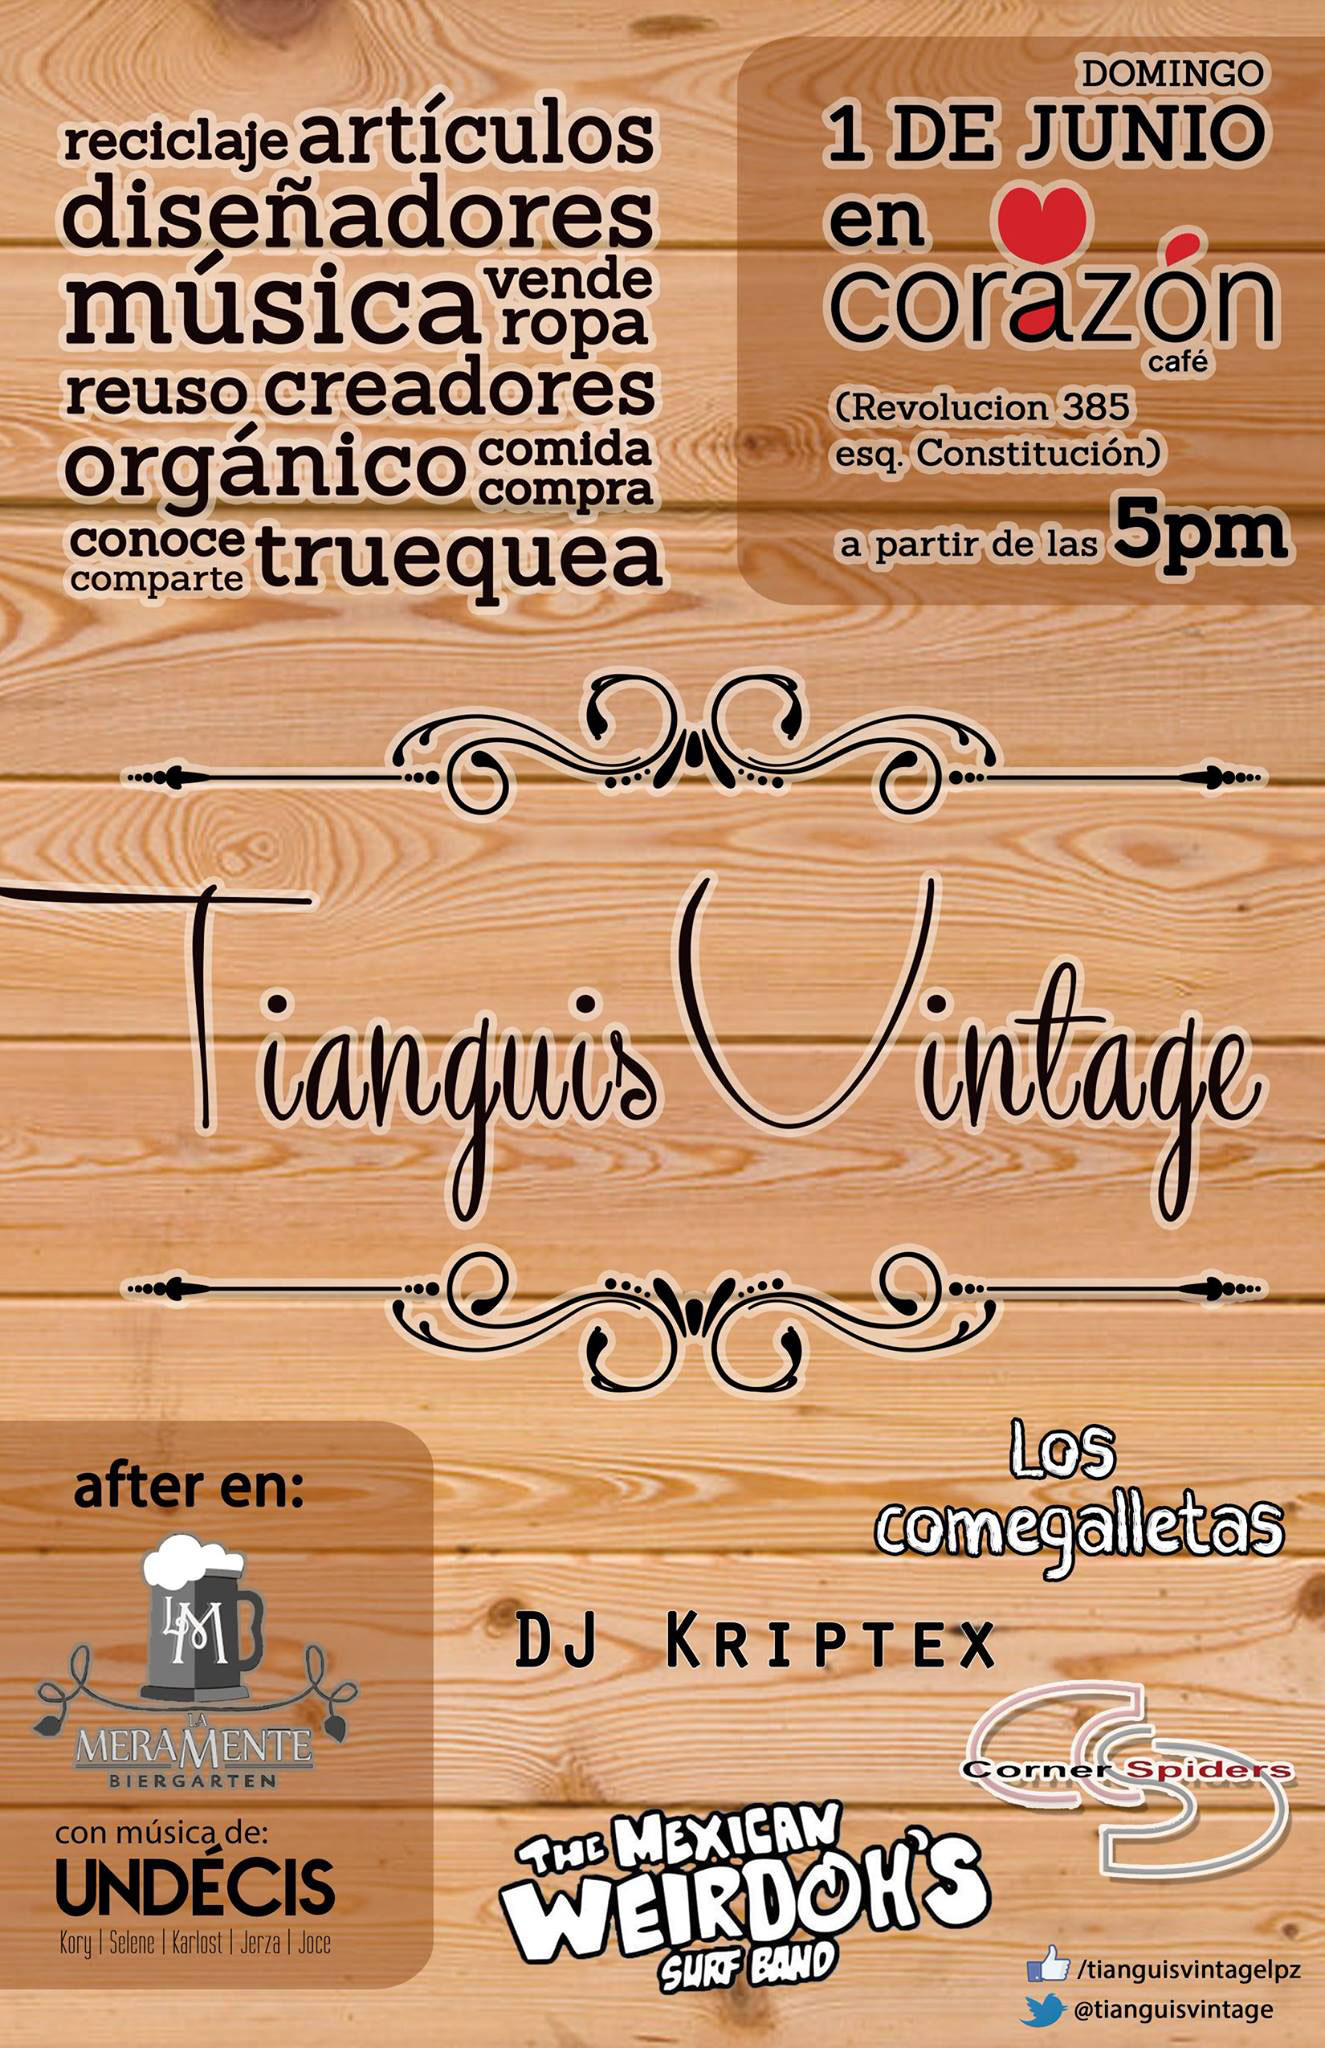 reciclaje artículos
diseñadores
música vende
ropa
reuso creadores
orgánico comida
compra
conoce
comparte truequea
DOMINGO
1 DE JUNIO
en
corazón
café
(Revolucion 385
esq. Constitución)
a partir de las 5pm
Tianguis Vintage
after en:
LM
LA
MERAMENTE
BIERGARTEN
con música de:
UNDÉCIS
Kory | Selene | Karlost | Jerza | Joce
Los
comegalletas
DJ KRIPTEX
CS
Corner Spiders
THE MEXICAN
WEIRDOH'S
SURF BAND
/tianguisvintagelpz
@tianguisvintage